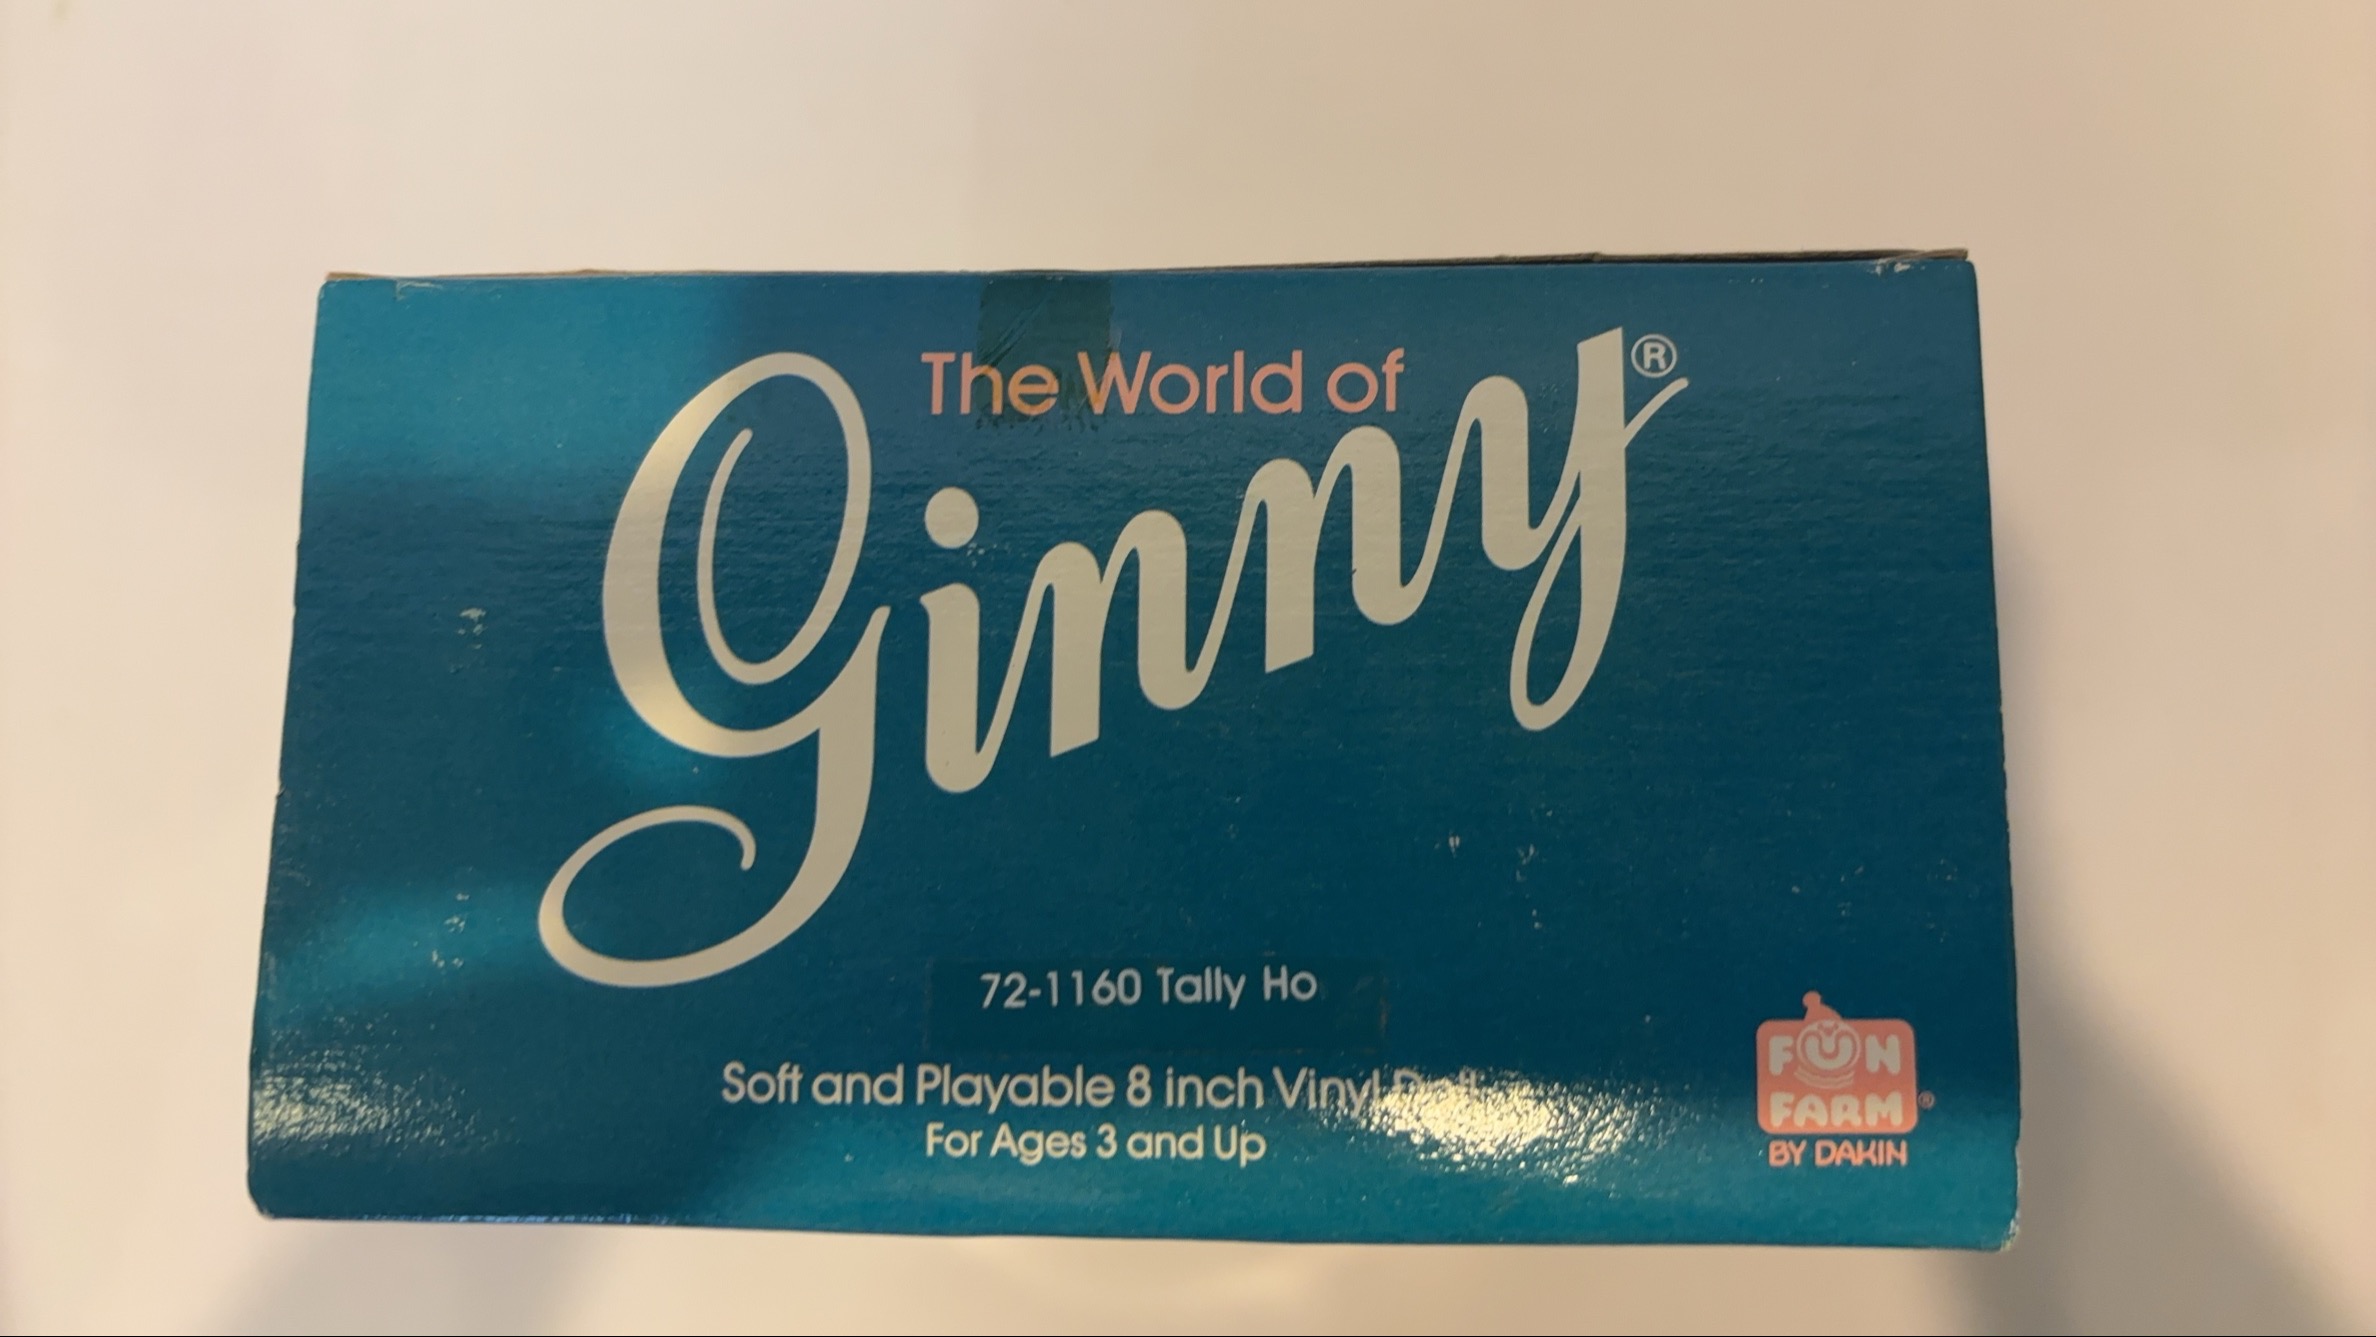 The World of
Ginny®
72-1160 Tally Ho
Soft and Playable 8 inch Vinyl Doll
For Ages 3 and Up
FUN
FARM®
BY DAKIN